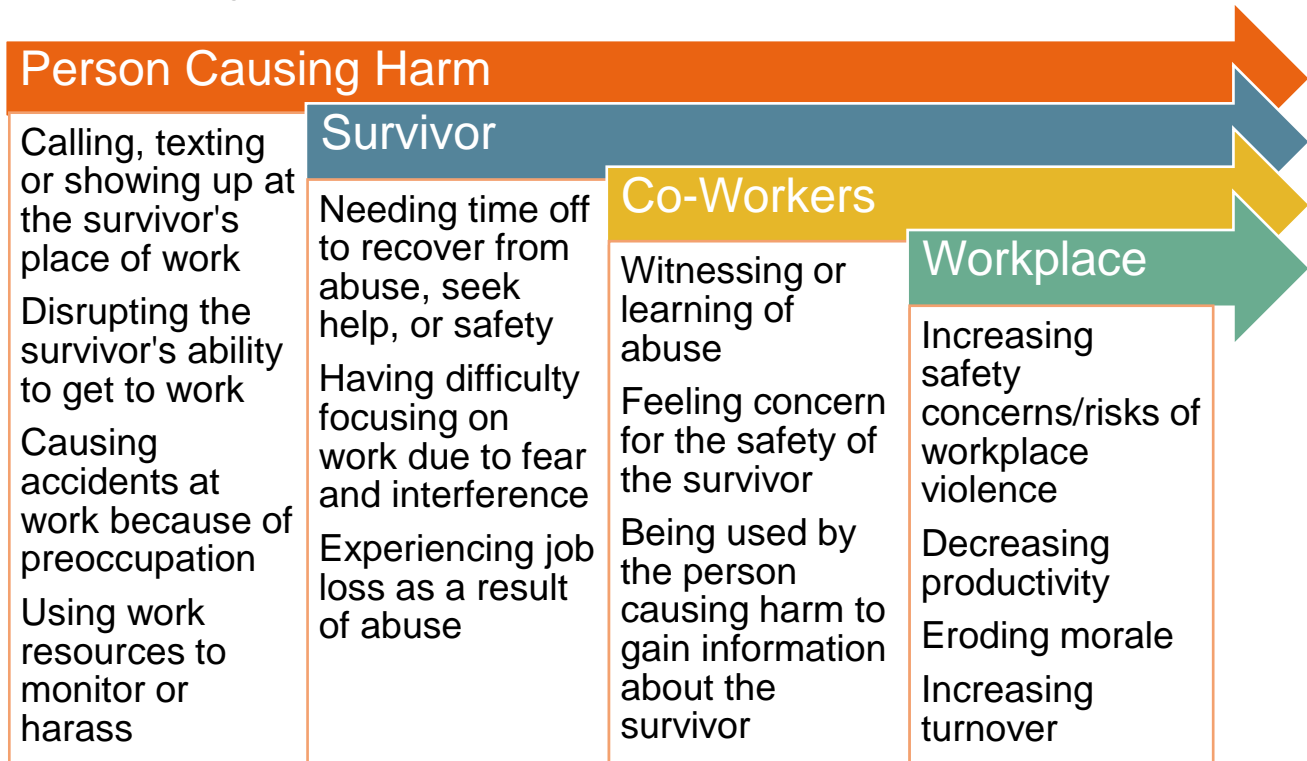 Person Causing Harm
Calling, texting
or showing up at
the survivor's
place of work
Disrupting the
survivor's ability
to get to work
Causing
accidents at
work because of
preoccupation
Using work
resources to
monitor or
harass
Survivor
Needing time off
to recover from
abuse, seek
help, or safety
Having difficulty
focusing on
work due to fear
and interference
Experiencing job
loss as a result
of abuse
Co-Workers
Witnessing or
learning of
abuse
Feeling concern
for the safety of
the survivor
Being used by
the person
causing harm to
gain information
about the
survivor
Workplace
Increasing
safety
concerns/risks of
workplace
violence
Decreasing
productivity
Eroding morale
Increasing
turnover